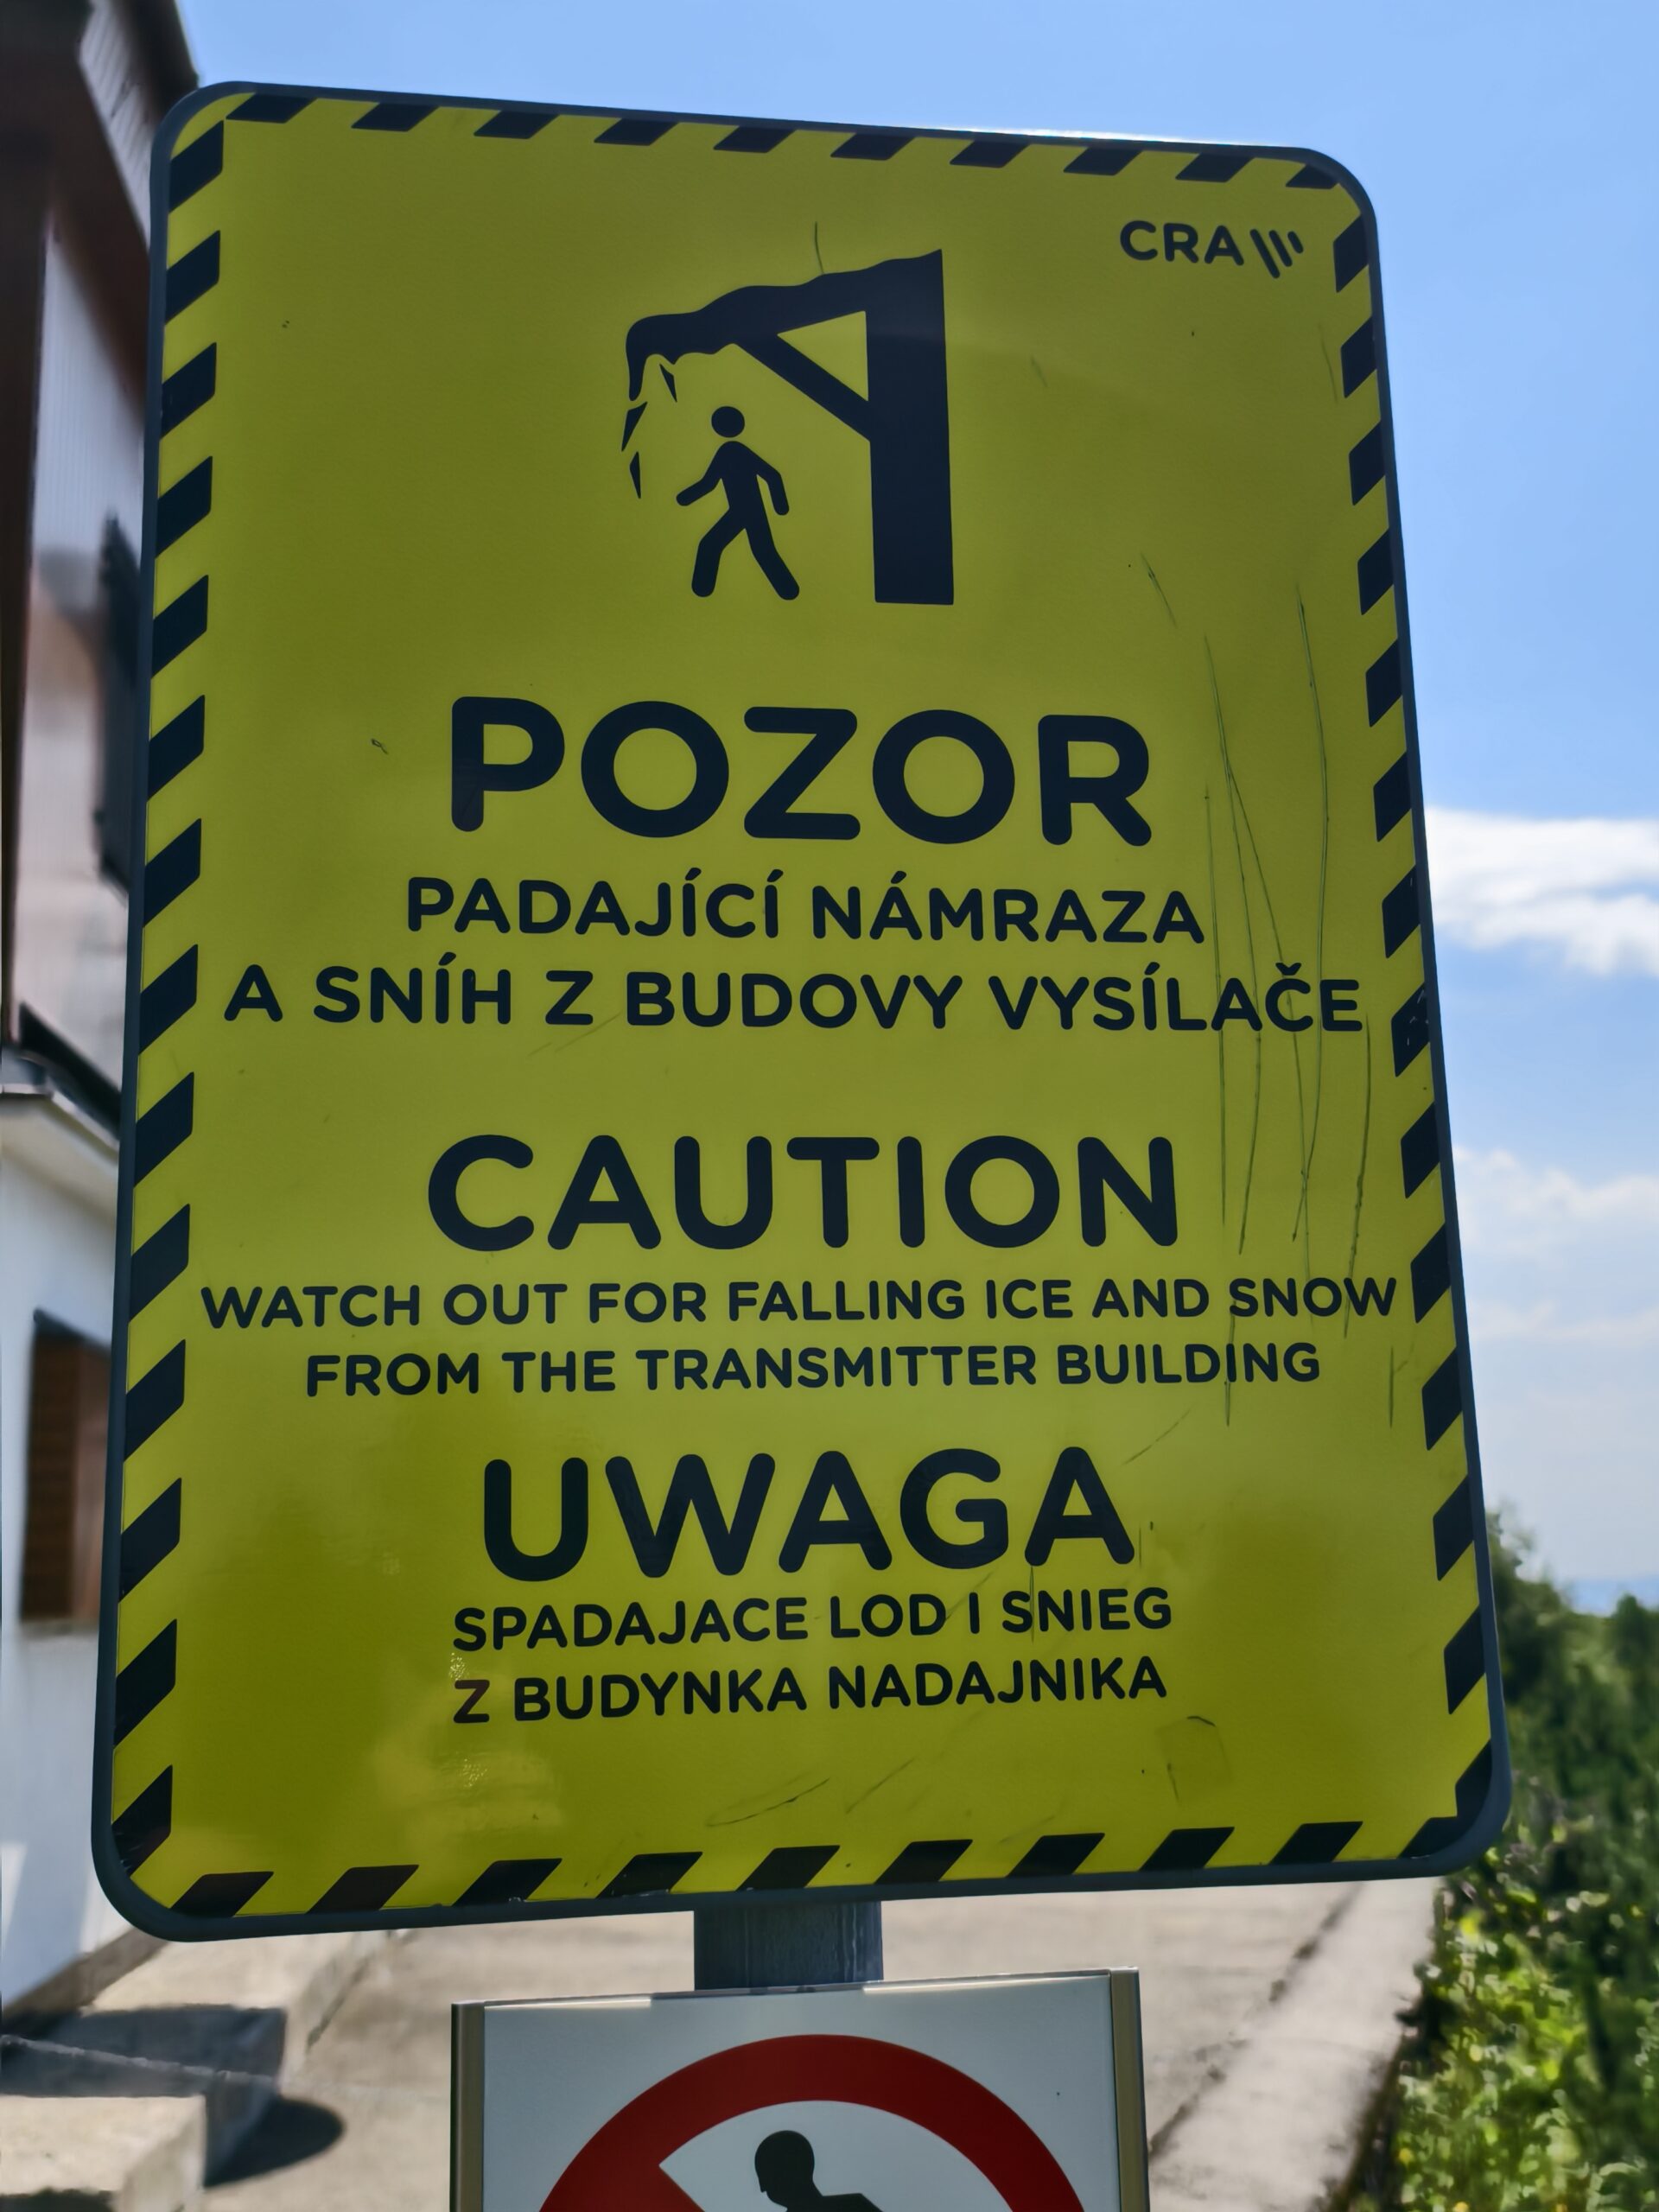 CRA
POZOR
PADAJÍCÍ NÁMRAZA
A SNÍH Z BUDOVY VYSÍLAČE
CAUTION
WATCH OUT FOR FALLING ICE AND SNOW
FROM THE TRANSMITTER BUILDING
UWAGA
SPADAJACE LOD I SNIEG
Z BUDYNKA NADAJNIKA